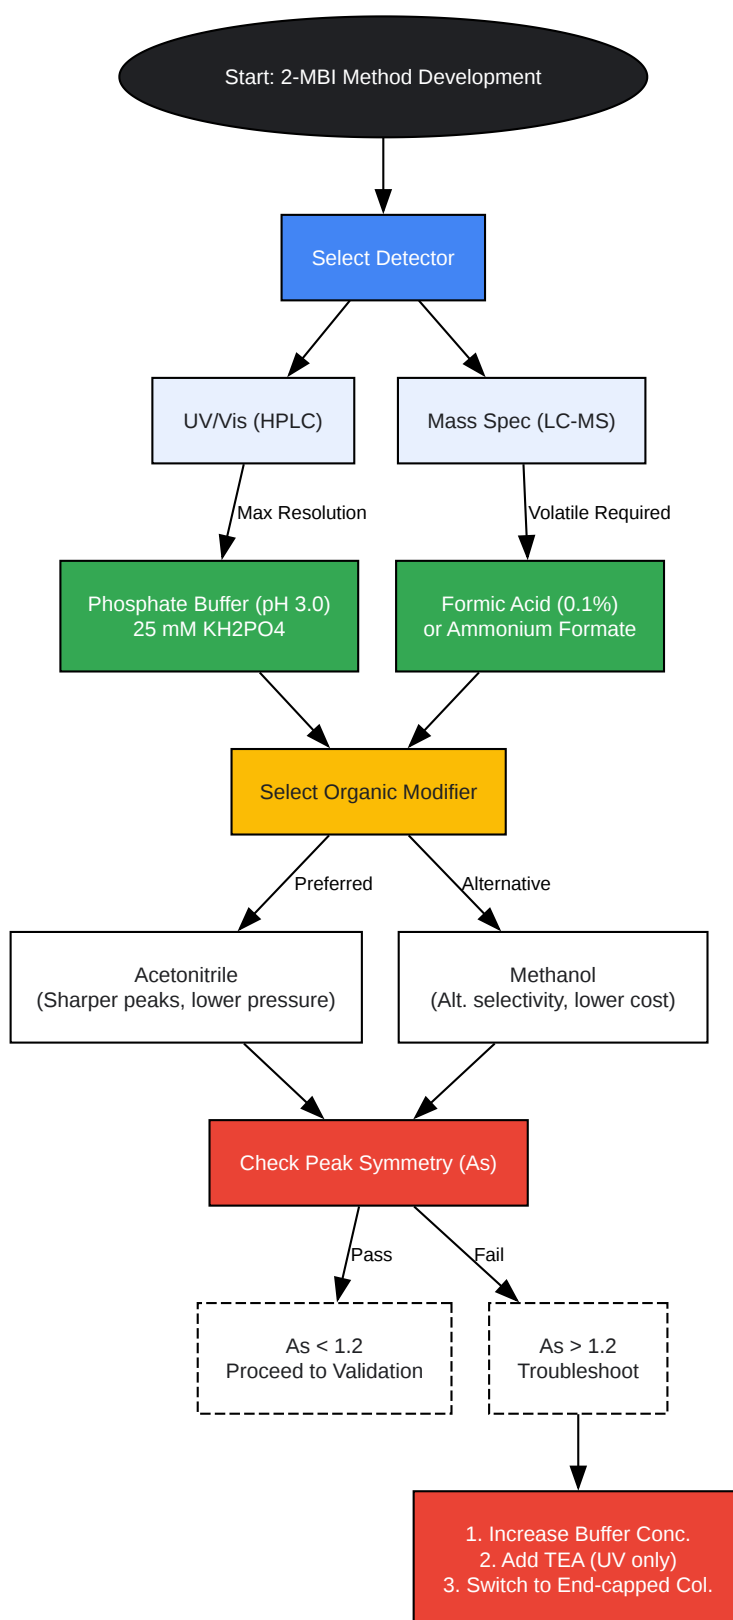 Start: 2-MBI Method Development
Select Detector
UV/Vis (HPLC)
Mass Spec (LC-MS)
Max Resolution
Volatile Required
Phosphate Buffer (pH 3.0)
25 mM KH2PO4
Formic Acid (0.1%)
or Ammonium Formate
Select Organic Modifier
Preferred
Alternative
Acetonitrile
(Sharper peaks, lower pressure)
Methanol
(Alt. selectivity, lower cost)
Check Peak Symmetry (As)
Pass
Fail
As < 1.2
Proceed to Validation
As > 1.2
Troubleshoot
1. Increase Buffer Conc.
2. Add TEA (UV only)
3. Switch to End-capped Col.